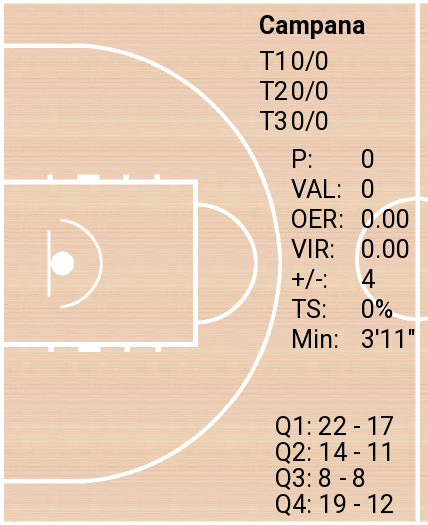 Campana
T1 0/0
T2 0/0
T3 0/0
P: 0
VAL: 0
OER: 0.00
VIR: 0.00
+/-: 4
TS: 0%
Min: 3'11"
Q1: 22 - 17
Q2: 14 - 11
Q3: 8 - 8
Q4: 19 - 12